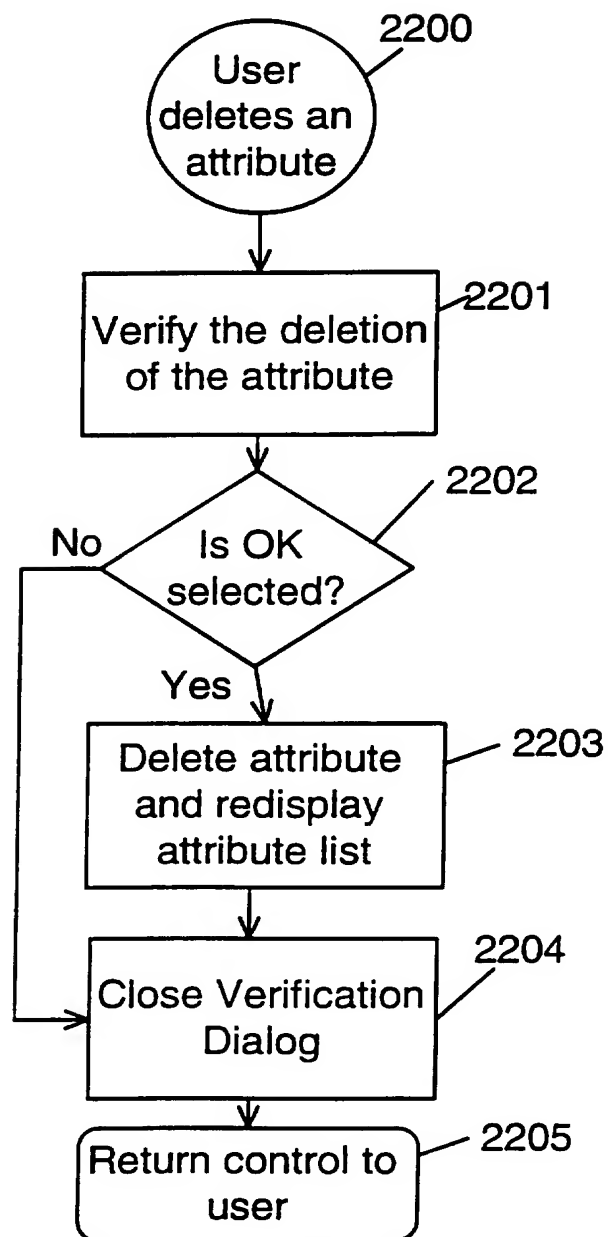 2200
User
deletes an
attribute
2201
Verify the deletion
of the attribute
2202
No
Is OK
selected?
Yes
2203
Delete attribute
and redisplay
attribute list
2204
Close Verification
Dialog
2205
Return control to
user